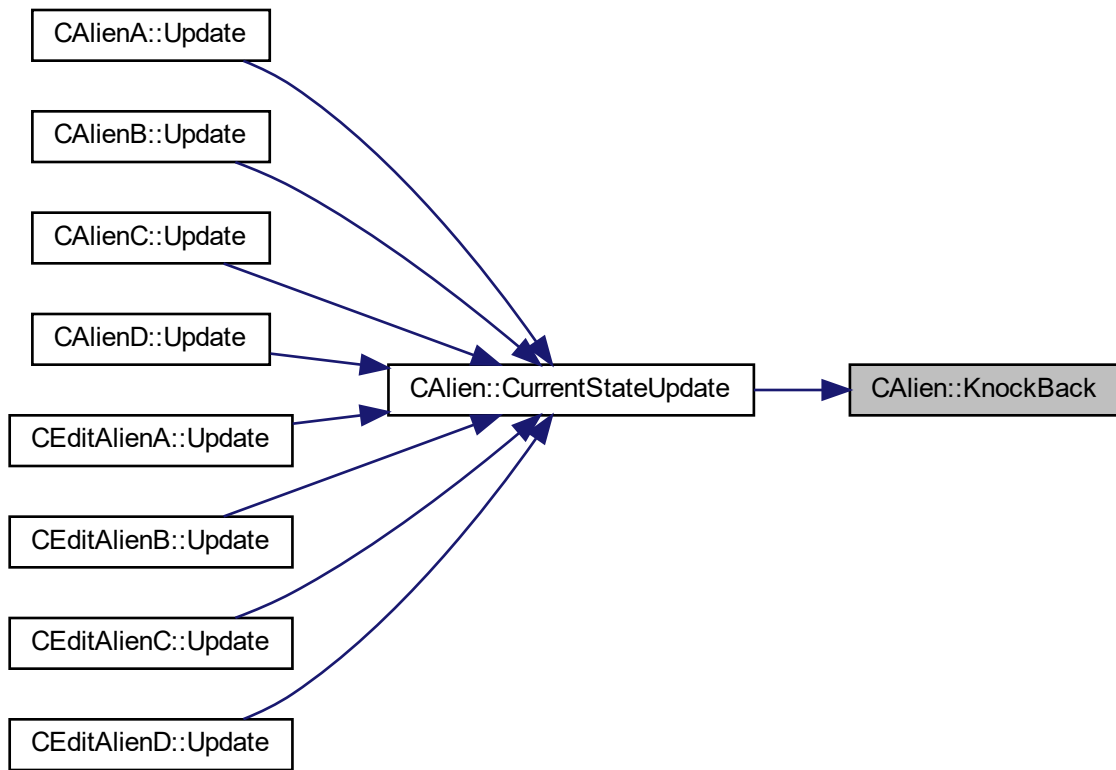 CAlienA::Update
CAlienB::Update
CAlienC::Update
CAlienD::Update
CAlien::CurrentStateUpdate
CAlien::KnockBack
CEditAlienA::Update
CEditAlienB::Update
CEditAlienC::Update
CEditAlienD::Update